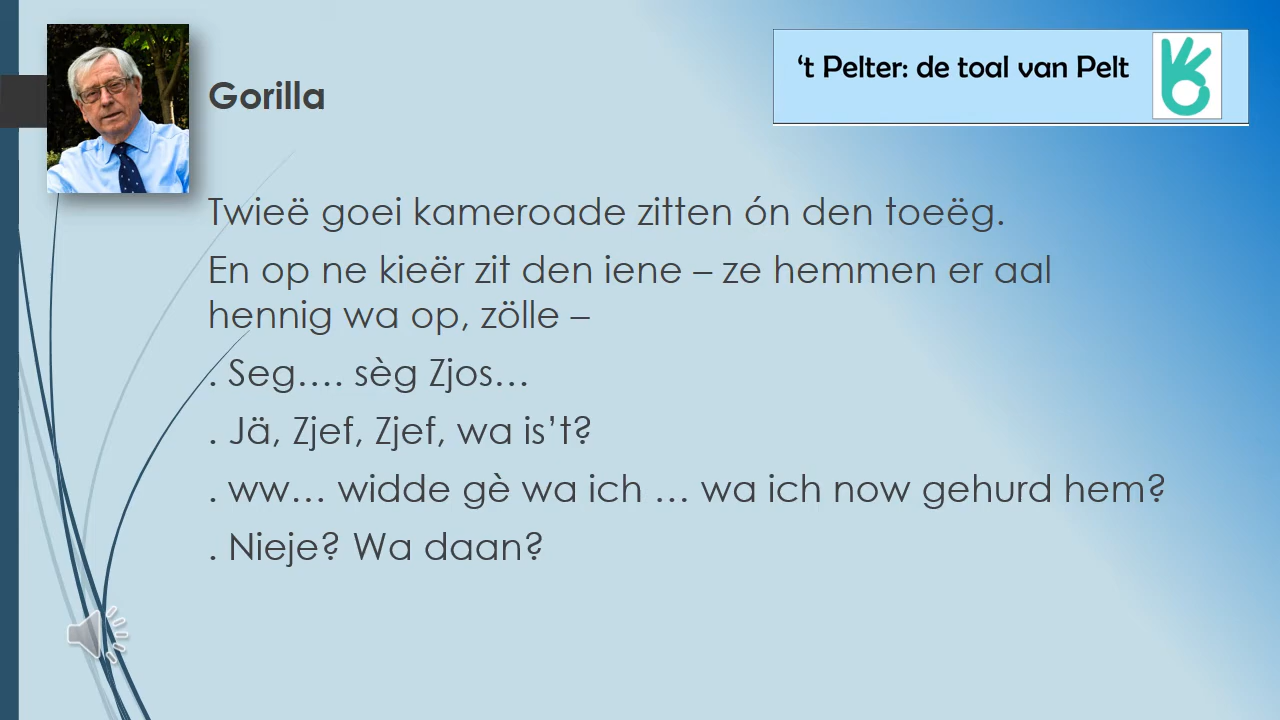 Gorilla
‘t Pelter: de toal van Pelt
Twieë goei kameroade zitten ón den toeëg.
En op ne kieër zit den iene – ze hemmen er aal
hennig wa op, zölle –
. Seg…. sèg Zjos…
. Jä, Zjef, Zjef, wa is’t?
. ww… widde gè wa ich … wa ich now gehurd hem?
. Nieje? Wa daan?